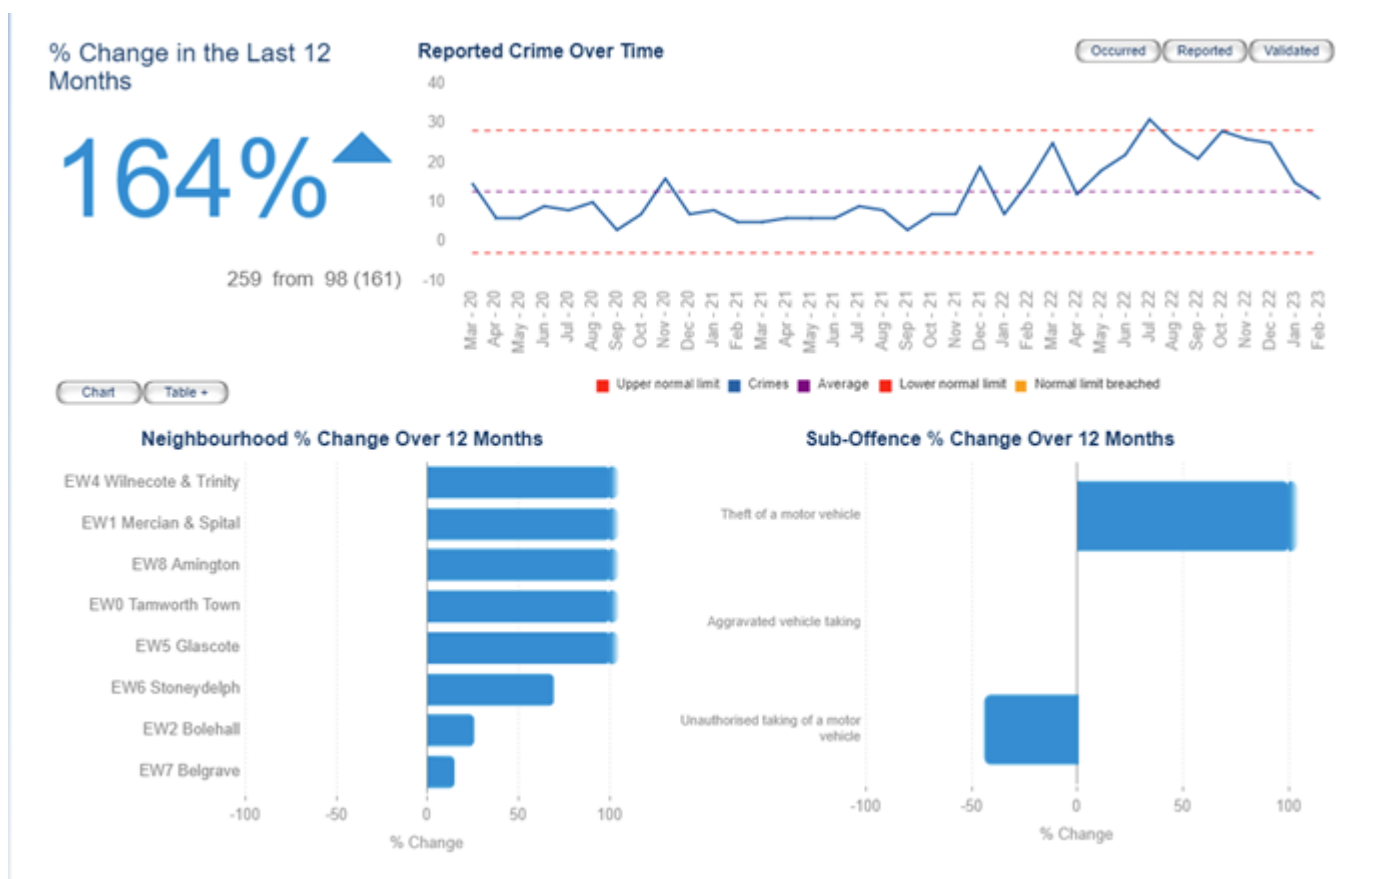 % Change in the Last 12
Months
164%
259 from 98 (161)
Reported Crime Over Time
Occurred
Reported
Validated
40
30
20
10
0
-10
Mar - 20
Apr - 20
May - 20
Jun - 20
Jul - 20
Aug - 20
Sep - 20
Oct - 20
Nov - 20
Dec - 20
Jan - 21
Feb - 21
Mar - 21
Apr - 21
May - 21
Jun - 21
Jul - 21
Aug - 21
Sep - 21
Oct - 21
Nov - 21
Dec - 21
Jan - 22
Feb - 22
Mar - 22
Apr - 22
May - 22
Jun - 22
Jul - 22
Aug - 22
Sep - 22
Oct - 22
Nov - 22
Dec - 22
Jan - 23
Feb - 23
Upper normal limit
Crimes
Average
Lower normal limit
Normal limit breached
Chart
Table +
Neighbourhood % Change Over 12 Months
EW4 Wilnecote & Trinity
EW1 Mercian & Spital
EW8 Amington
EW0 Tamworth Town
EW5 Glascote
EW6 Stoneydelph
EW2 Bolehall
EW7 Belgrave
-100
-50
0
50
100
% Change
Sub-Offence % Change Over 12 Months
Theft of a motor vehicle
Aggravated vehicle taking
Unauthorised taking of a motor
vehicle
-100
-50
0
50
100
% Change